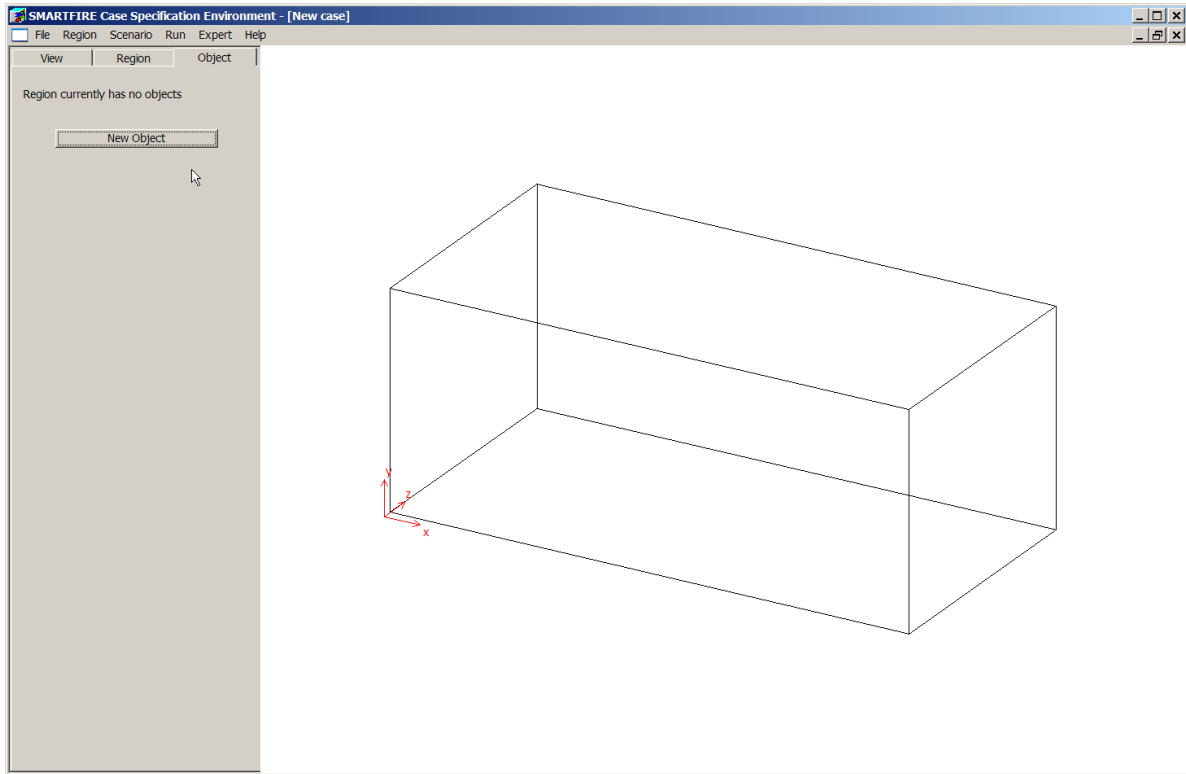 SMARTFIRE Case Specification Environment - [New case]
File Region Scenario Run Expert Help
View Region Object
Region currently has no objects
New Object
y
z
x